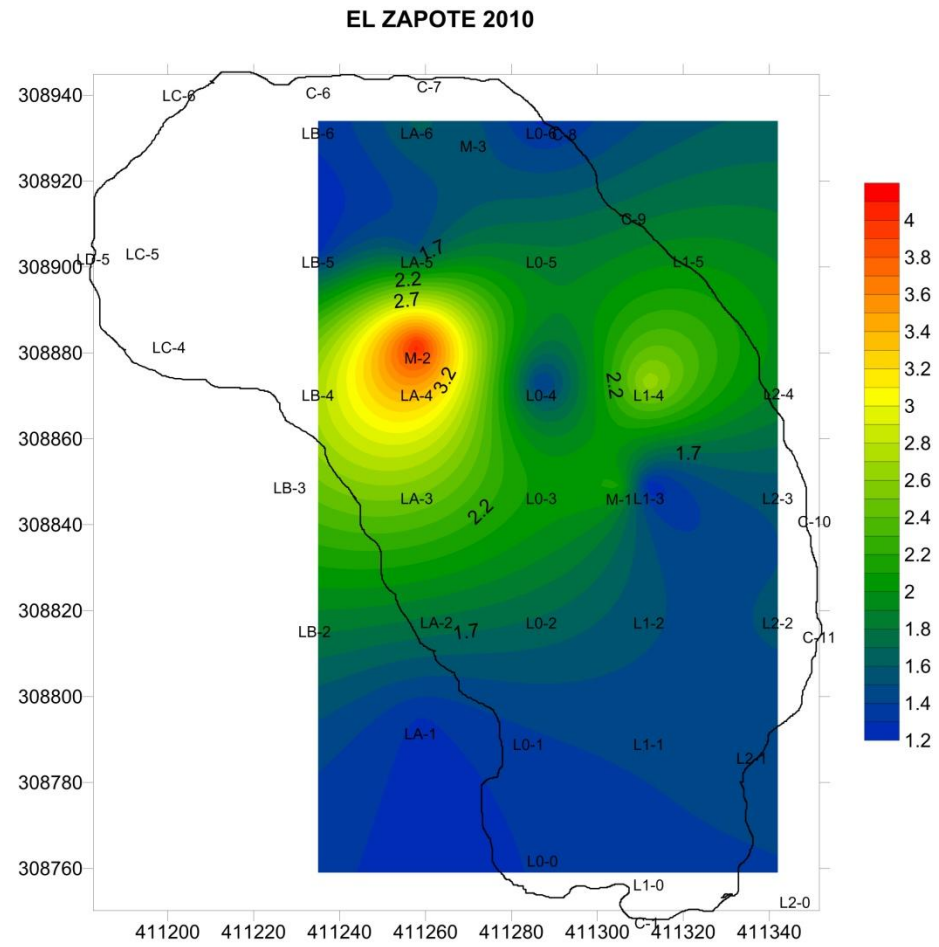 EL ZAPOTE 2010
308940
LC-6
C-6
C-7
LB-6
LA-6
M-3
L0-6
C-8
308920
C-9
4
3.8
308900
LD-5
LC-5
LB-5
LA-5
1.7
L0-5
L1-5
2.2
2.7
3.6
3.4
3.2
3
2.8
2.6
2.4
2.2
2
1.8
1.6
1.4
1.2
308880
LC-4
M-2
3.2
LB-4
LA-4
L0-4
2.2
L1-4
L2-4
308860
1.7
LB-3
LA-3
2.2
L0-3
M-1
L1-3
L2-3
308840
C-10
308820
LB-2
LA-2
1.7
L0-2
L1-2
L2-2
C-11
308800
LA-1
L0-1
L1-1
L2-1
308780
308760
L0-0
L1-0
L2-0
C-1
411200
411220
411240
411260
411280
411300
411320
411340